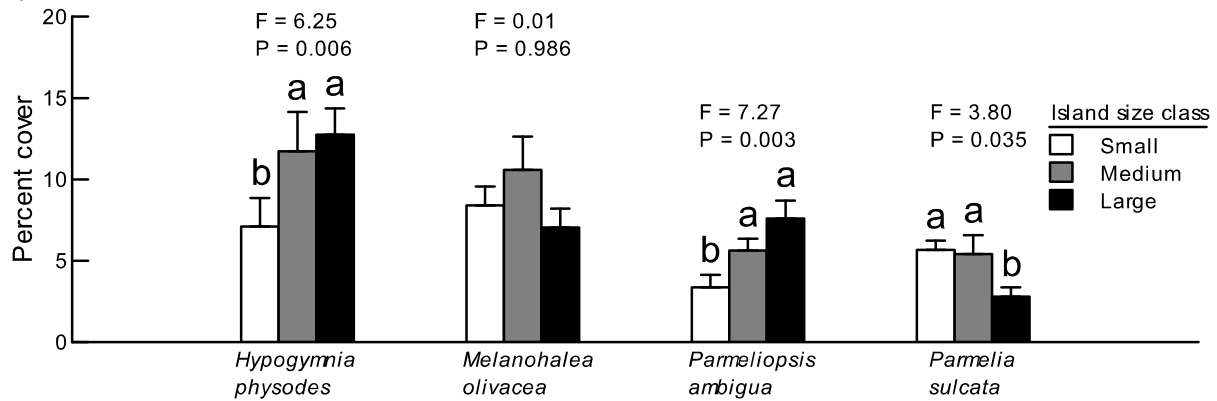 20
15
10
5
0
Percent cover
F = 6.25
P = 0.006
b
a
a
F = 0.01
P = 0.986
F = 7.27
P = 0.003
b
a
a
F = 3.80
P = 0.035
a
a
b
Island size class
Small
Medium
Large
Hypogymnia
physodes
Melanohalea
olivacea
Parmeliopsis
ambigua
Parmelia
sulcata